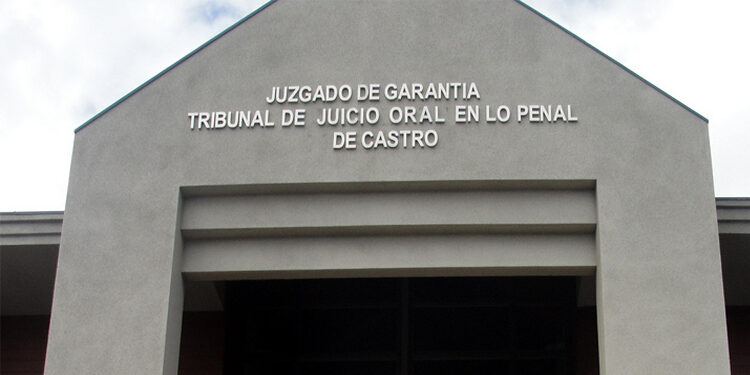 JUZGADO DE GARANTIA
TRIBUNAL DE JUICIO ORAL EN LO PENAL
DE CASTRO